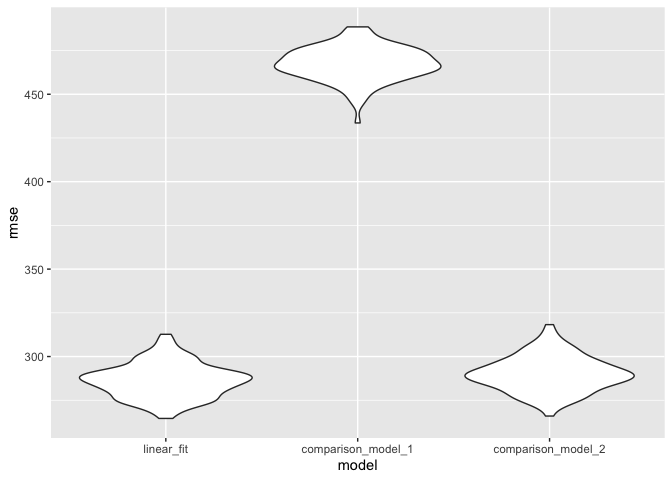 rmse
450
400
350
300
linear_fit
comparison_model_1
comparison_model_2
model